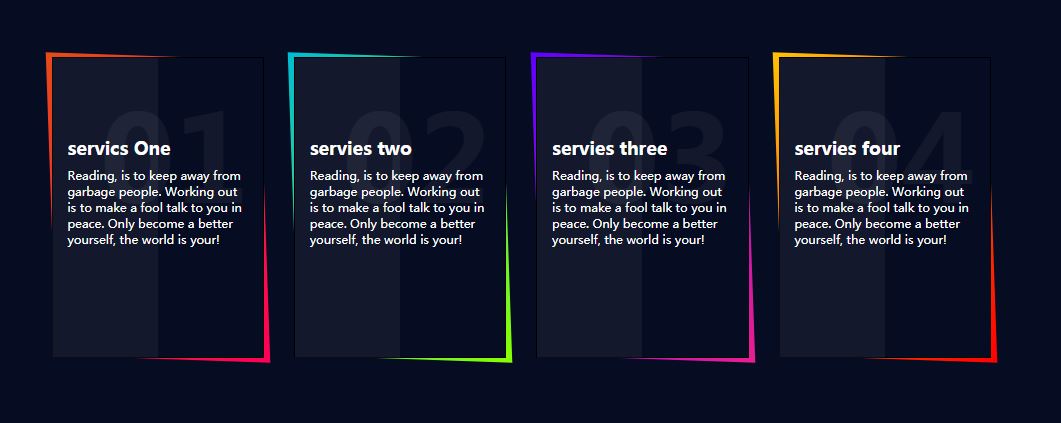 01
servics One
Reading, is to keep away from
garbage people. Working out
is to make a fool talk to you in
peace. Only become a better
yourself, the world is your!
02
servies two
Reading, is to keep away from
garbage people. Working out
is to make a fool talk to you in
peace. Only become a better
yourself, the world is your!
03
servies three
Reading, is to keep away from
garbage people. Working out
is to make a fool talk to you in
peace. Only become a better
yourself, the world is your!
04
servies four
Reading, is to keep away from
garbage people. Working out
is to make a fool talk to you in
peace. Only become a better
yourself, the world is your!